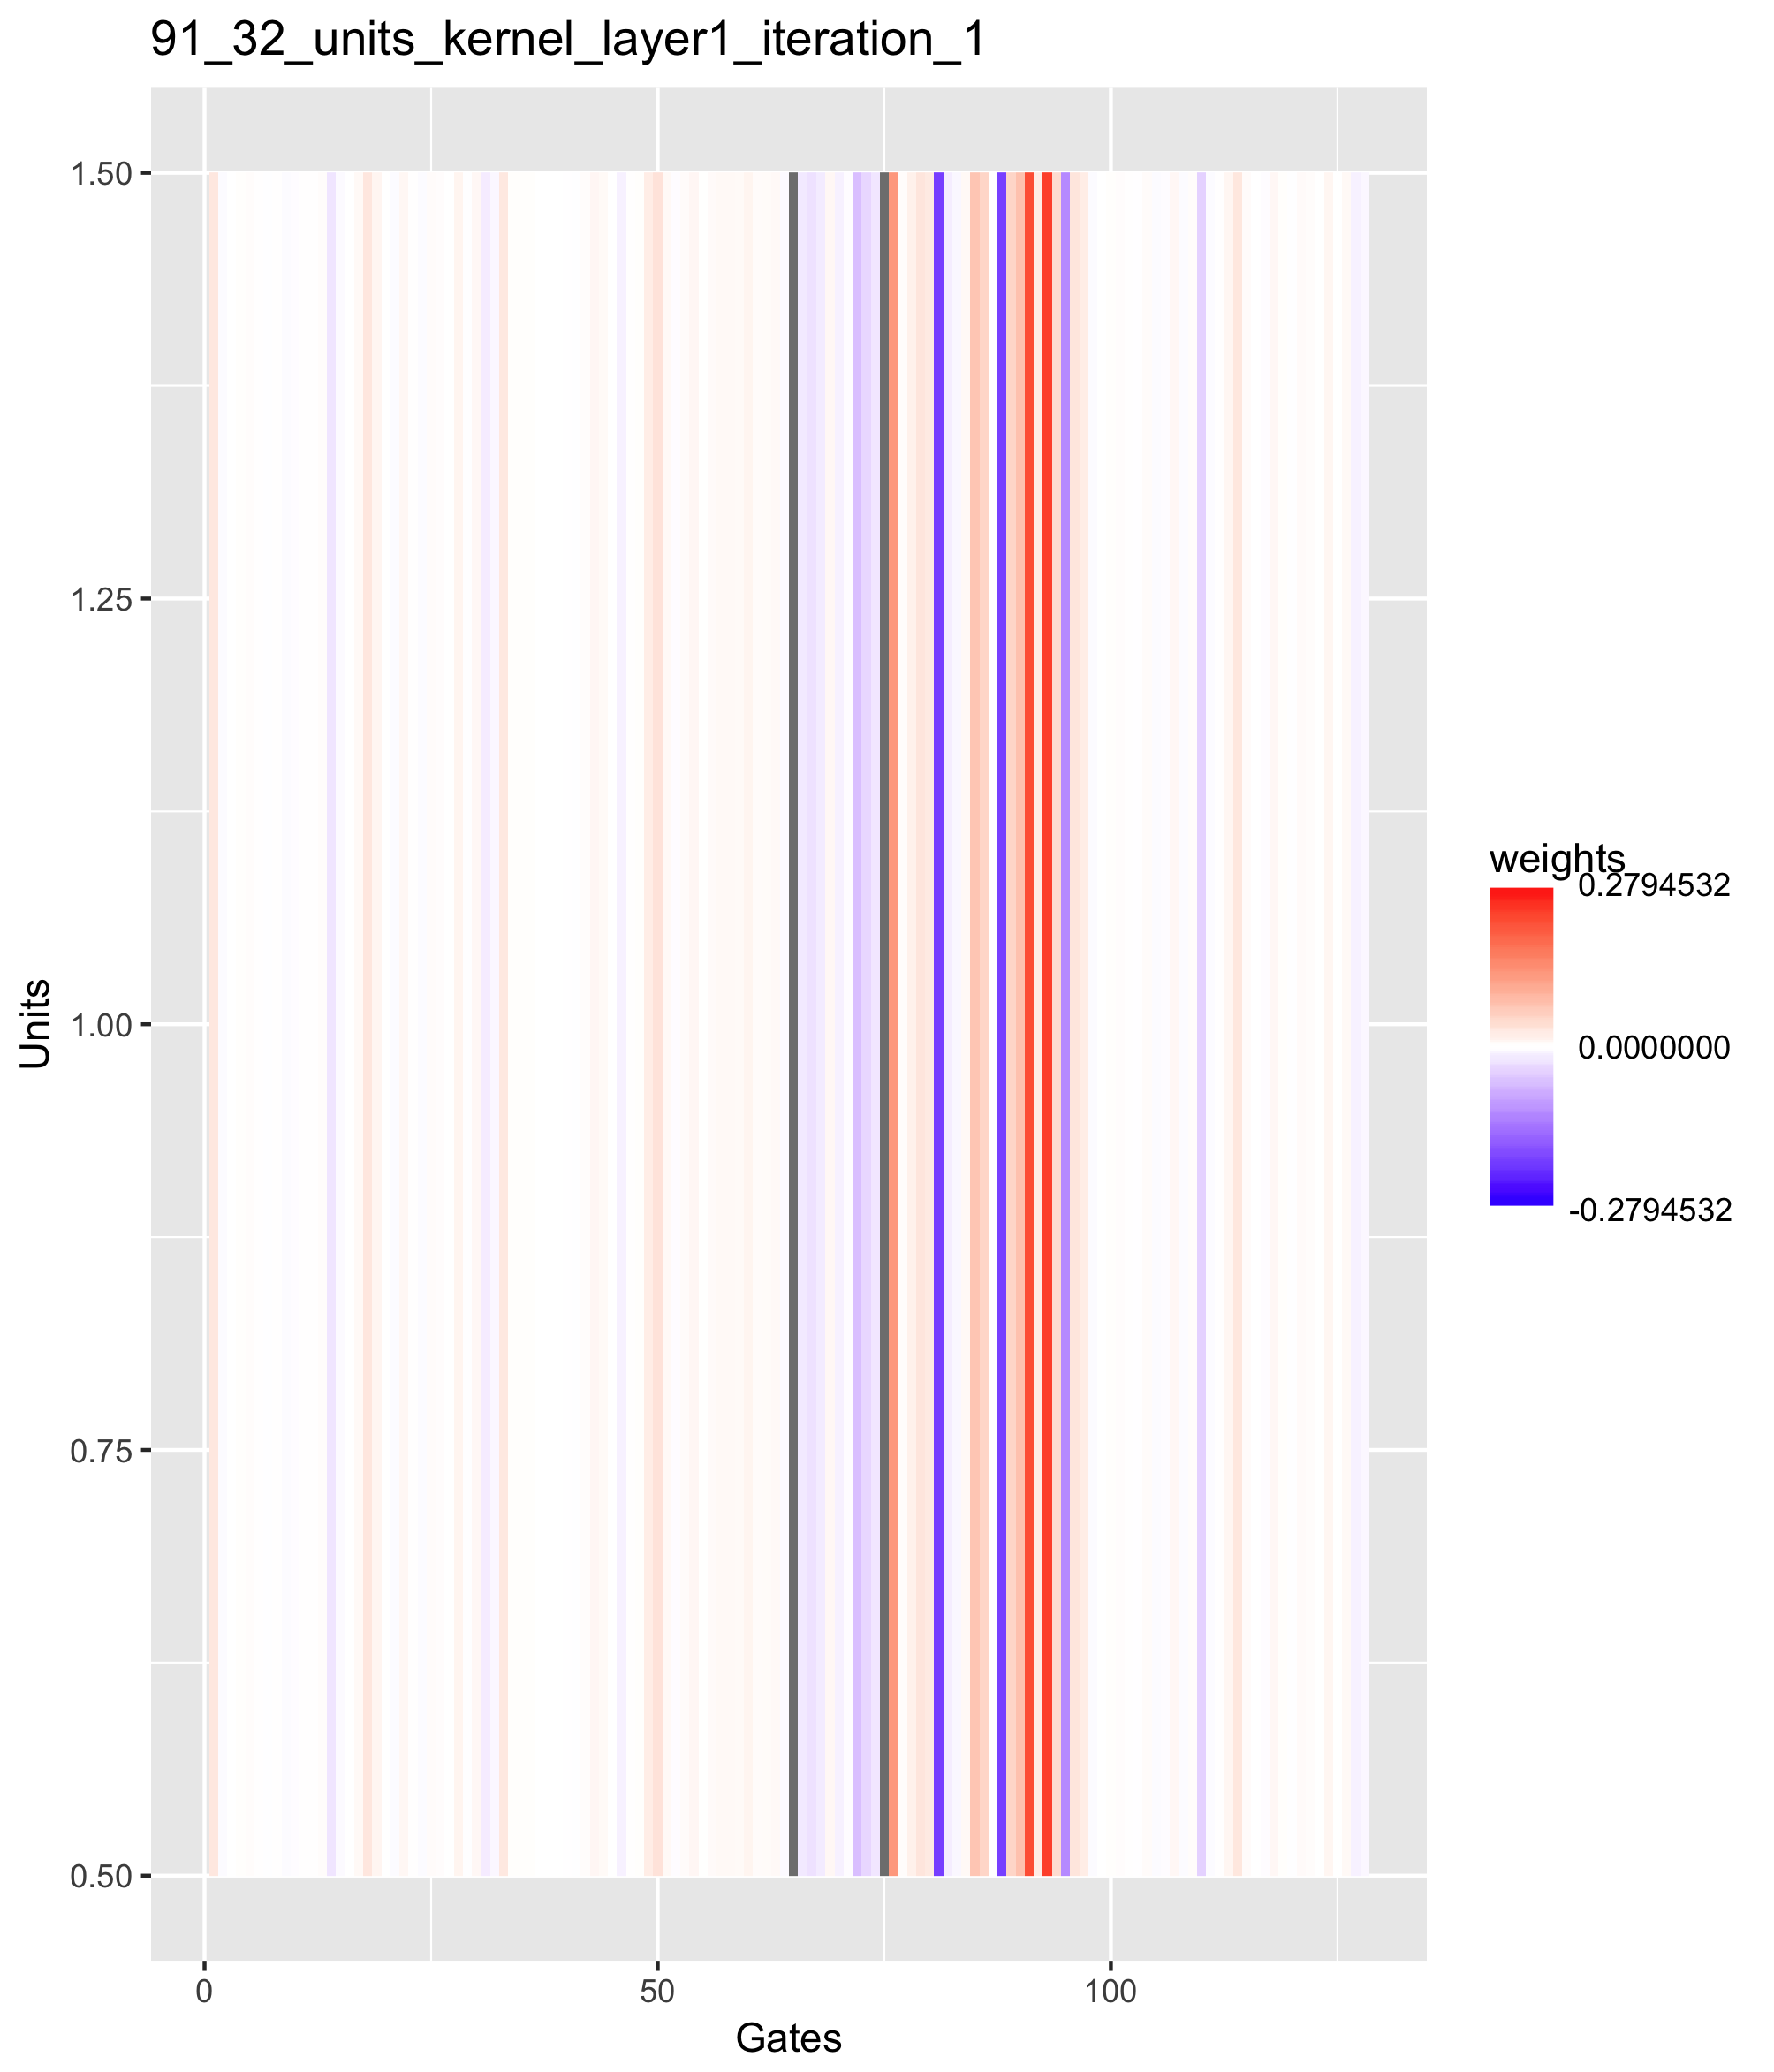 91_32_units_kernel_layer1_iteration_1
1.50
1.25
1.00
0.75
0.50
Units
0
50
100
Gates
weights
0.2794532
0.0000000
-0.2794532